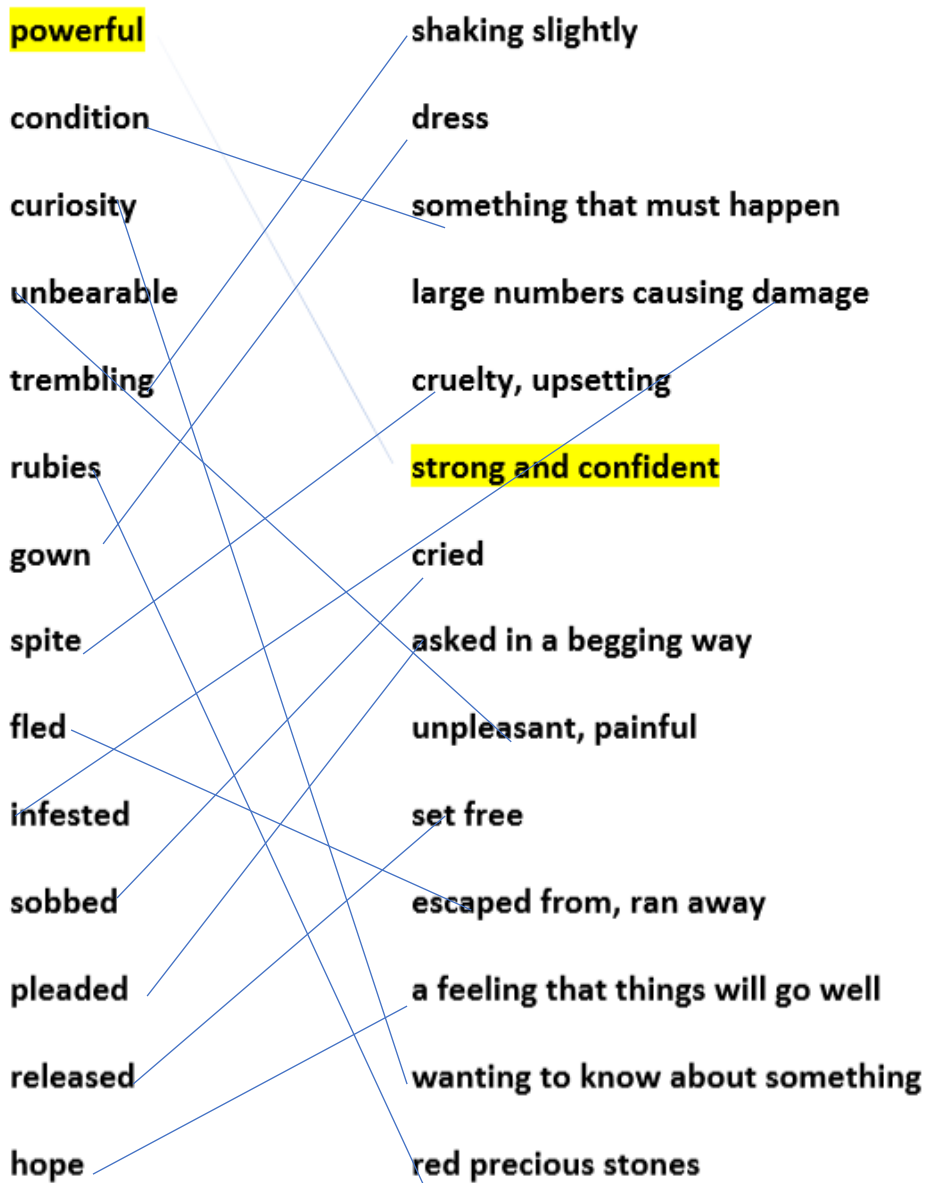 powerful shaking slightly
condition dress
curiosity something that must happen
unbearable large numbers causing damage
trembling cruelty, upsetting
rubies strong and confident
gown cried
spite asked in a begging way
fled unpleasant, painful
infested set free
sobbed escaped from, ran away
pleaded a feeling that things will go well
released wanting to know about something
hope red precious stones